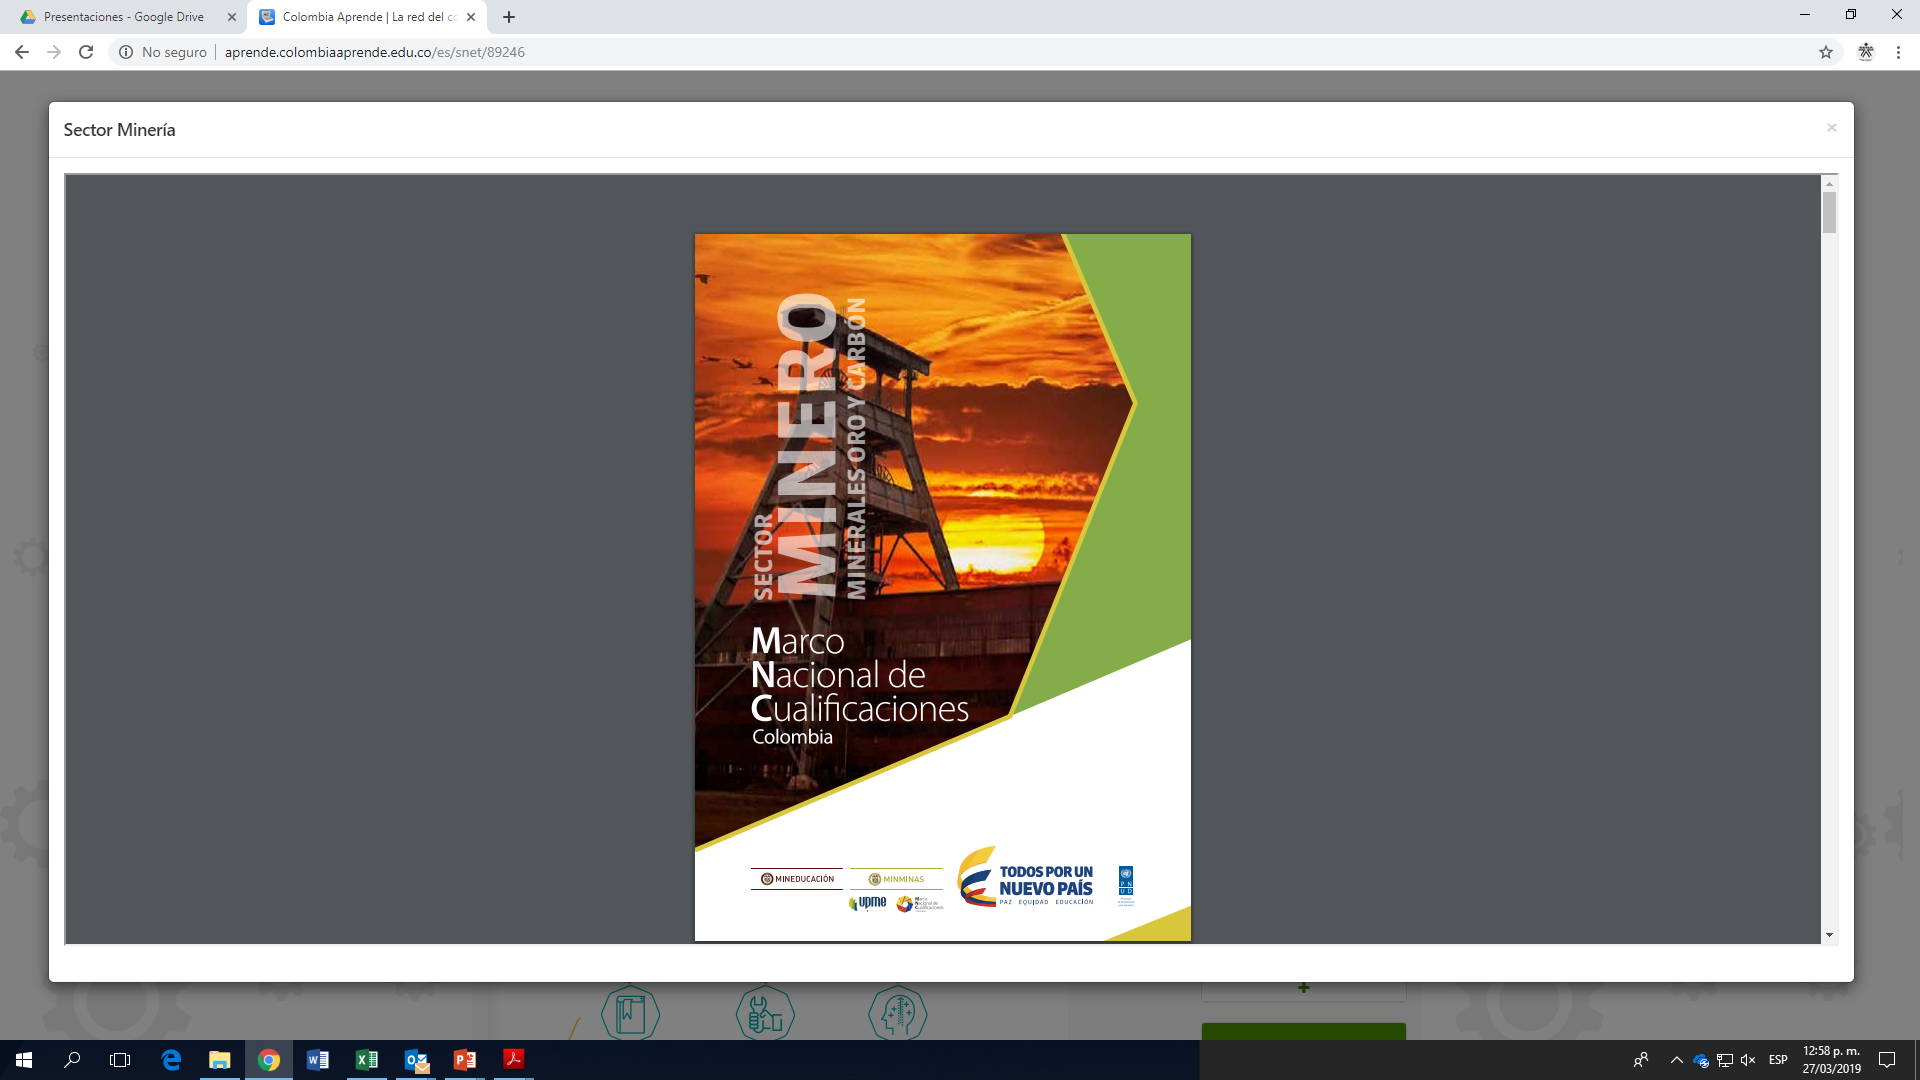 Presentaciones - Google Drive
Colombia Aprende | La red del co
No seguro
aprende.colombiaaprende.edu.co/es/snet/89246
Sector Minería
SECTOR
MINERO
MINERALES ORO Y CARBÓN
Marco
Nacional de
Cualificaciones
Colombia
MINEDUCACIÓN
MINMINAS
upme
Marco
Nacional de
Cualificaciones
TODOS POR UN
NUEVO PAÍS
PAZ EQUIDAD EDUCACIÓN
P N
U D
ESP
12:58 p. m.
27/03/2019